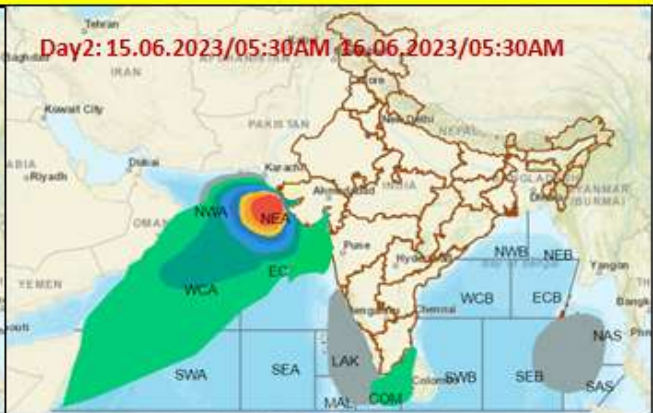 Day2: 15.06.2023/05:30AM 16.06.2023/05:30AM
Tehran
IRAN
Kuwait City
PAKISTAN
New Delhi
NEPAL
Dubai
Karachi
Riyadh
Ahmedabad
INDIA
MYANMAR
(BURMA)
OMAN
NWA
NEA
Pune
Hyderabad
NWB
NEB
YEMEN
EC
Yangon
WCA
WCB
ECB
Chennai
NAS
LAK
SWA
SEA
Colombo
SWB
SEB
SAS
MAL
COM